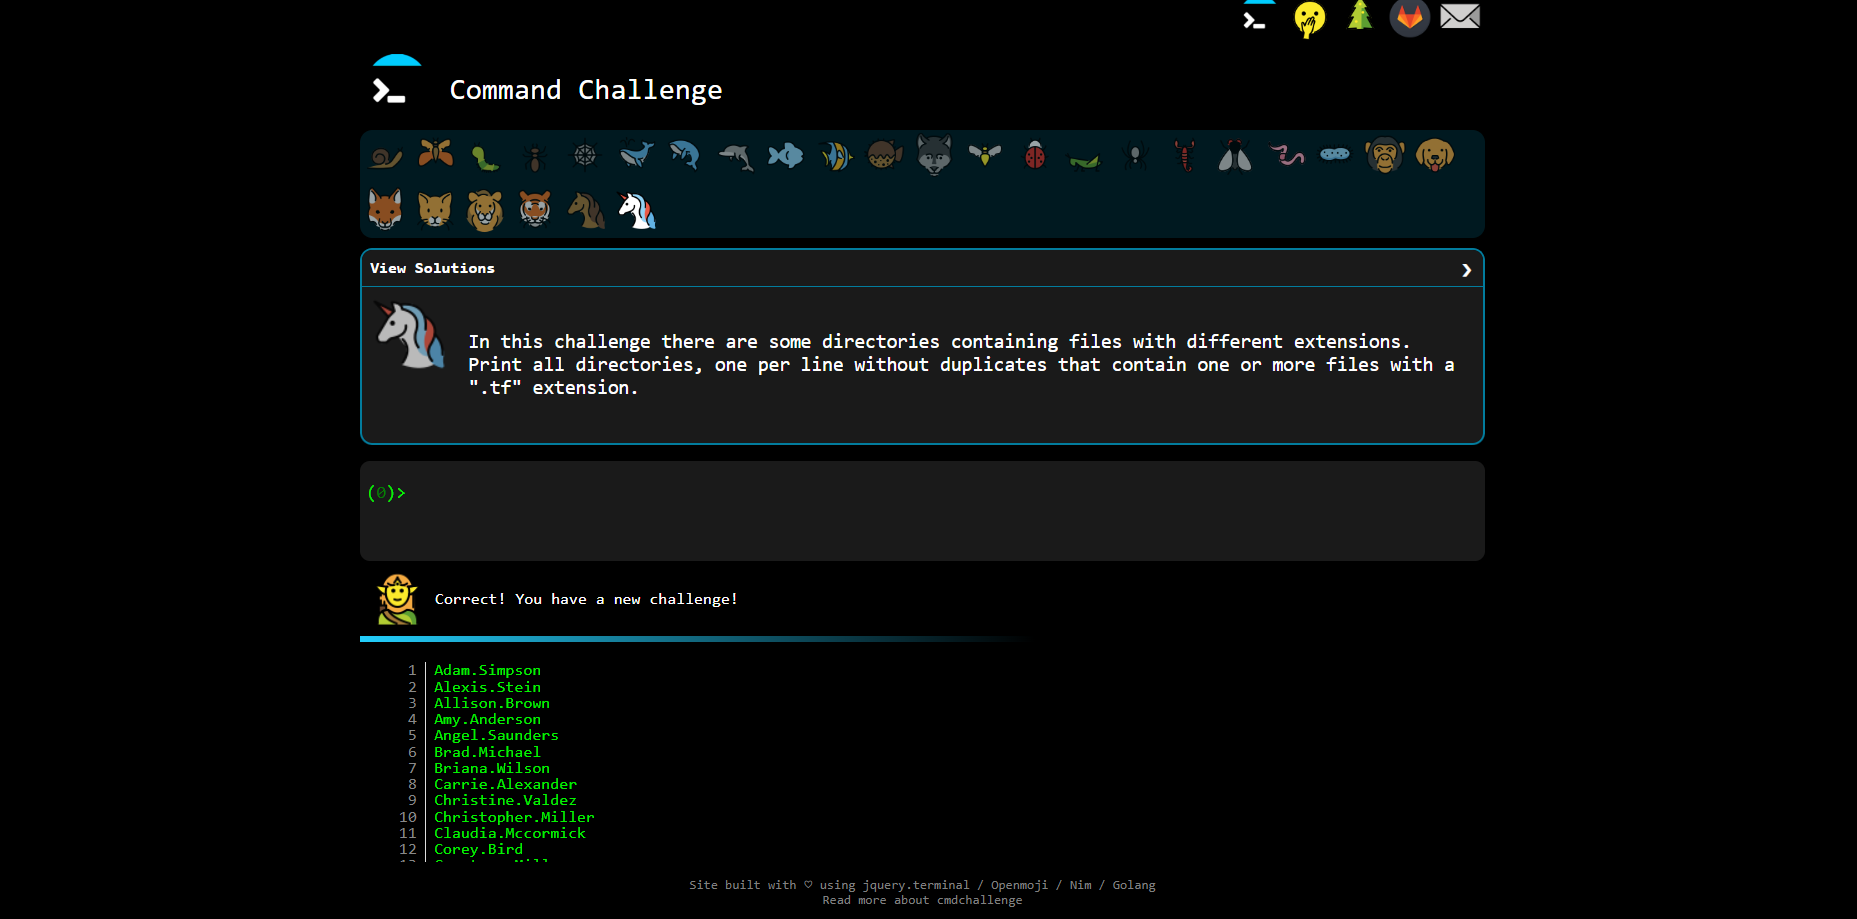 Command Challenge
View Solutions
In this challenge there are some directories containing files with different extensions.
Print all directories, one per line without duplicates that contain one or more files with a
".tf" extension.
(0)>
Correct! You have a new challenge!
1 Adam.Simpson
2 Alexis.Stein
3 Allison.Brown
4 Amy.Anderson
5 Angel.Saunders
6 Brad.Michael
7 Briana.Wilson
8 Carrie.Alexander
9 Christine.Valdez
10 Christopher.Miller
11 Claudia.Mccormick
12 Corey.Bird
Site built with ♡ using jquery.terminal / Openmoji / Nim / Golang
Read more about cmdchallenge